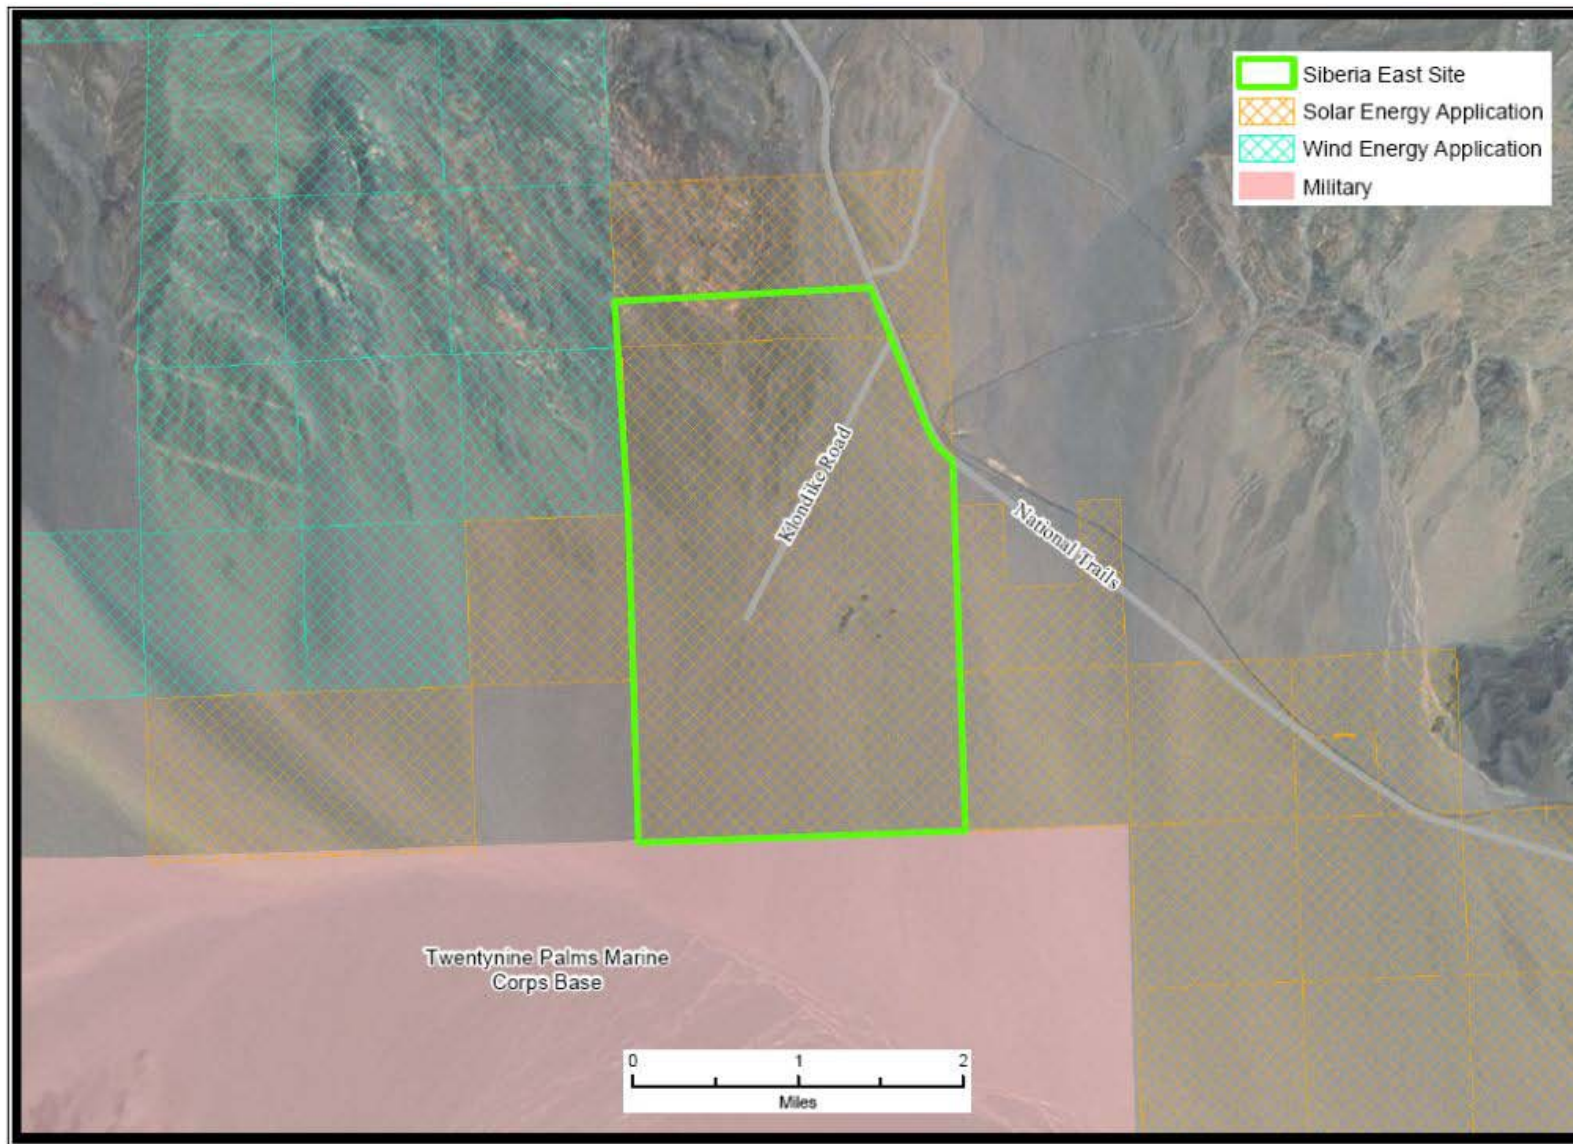 Siberia East Site
Solar Energy Application
Wind Energy Application
Military
Klondike Road
National Trails
Twentynine Palms Marine
Corps Base
0 1 2
Miles